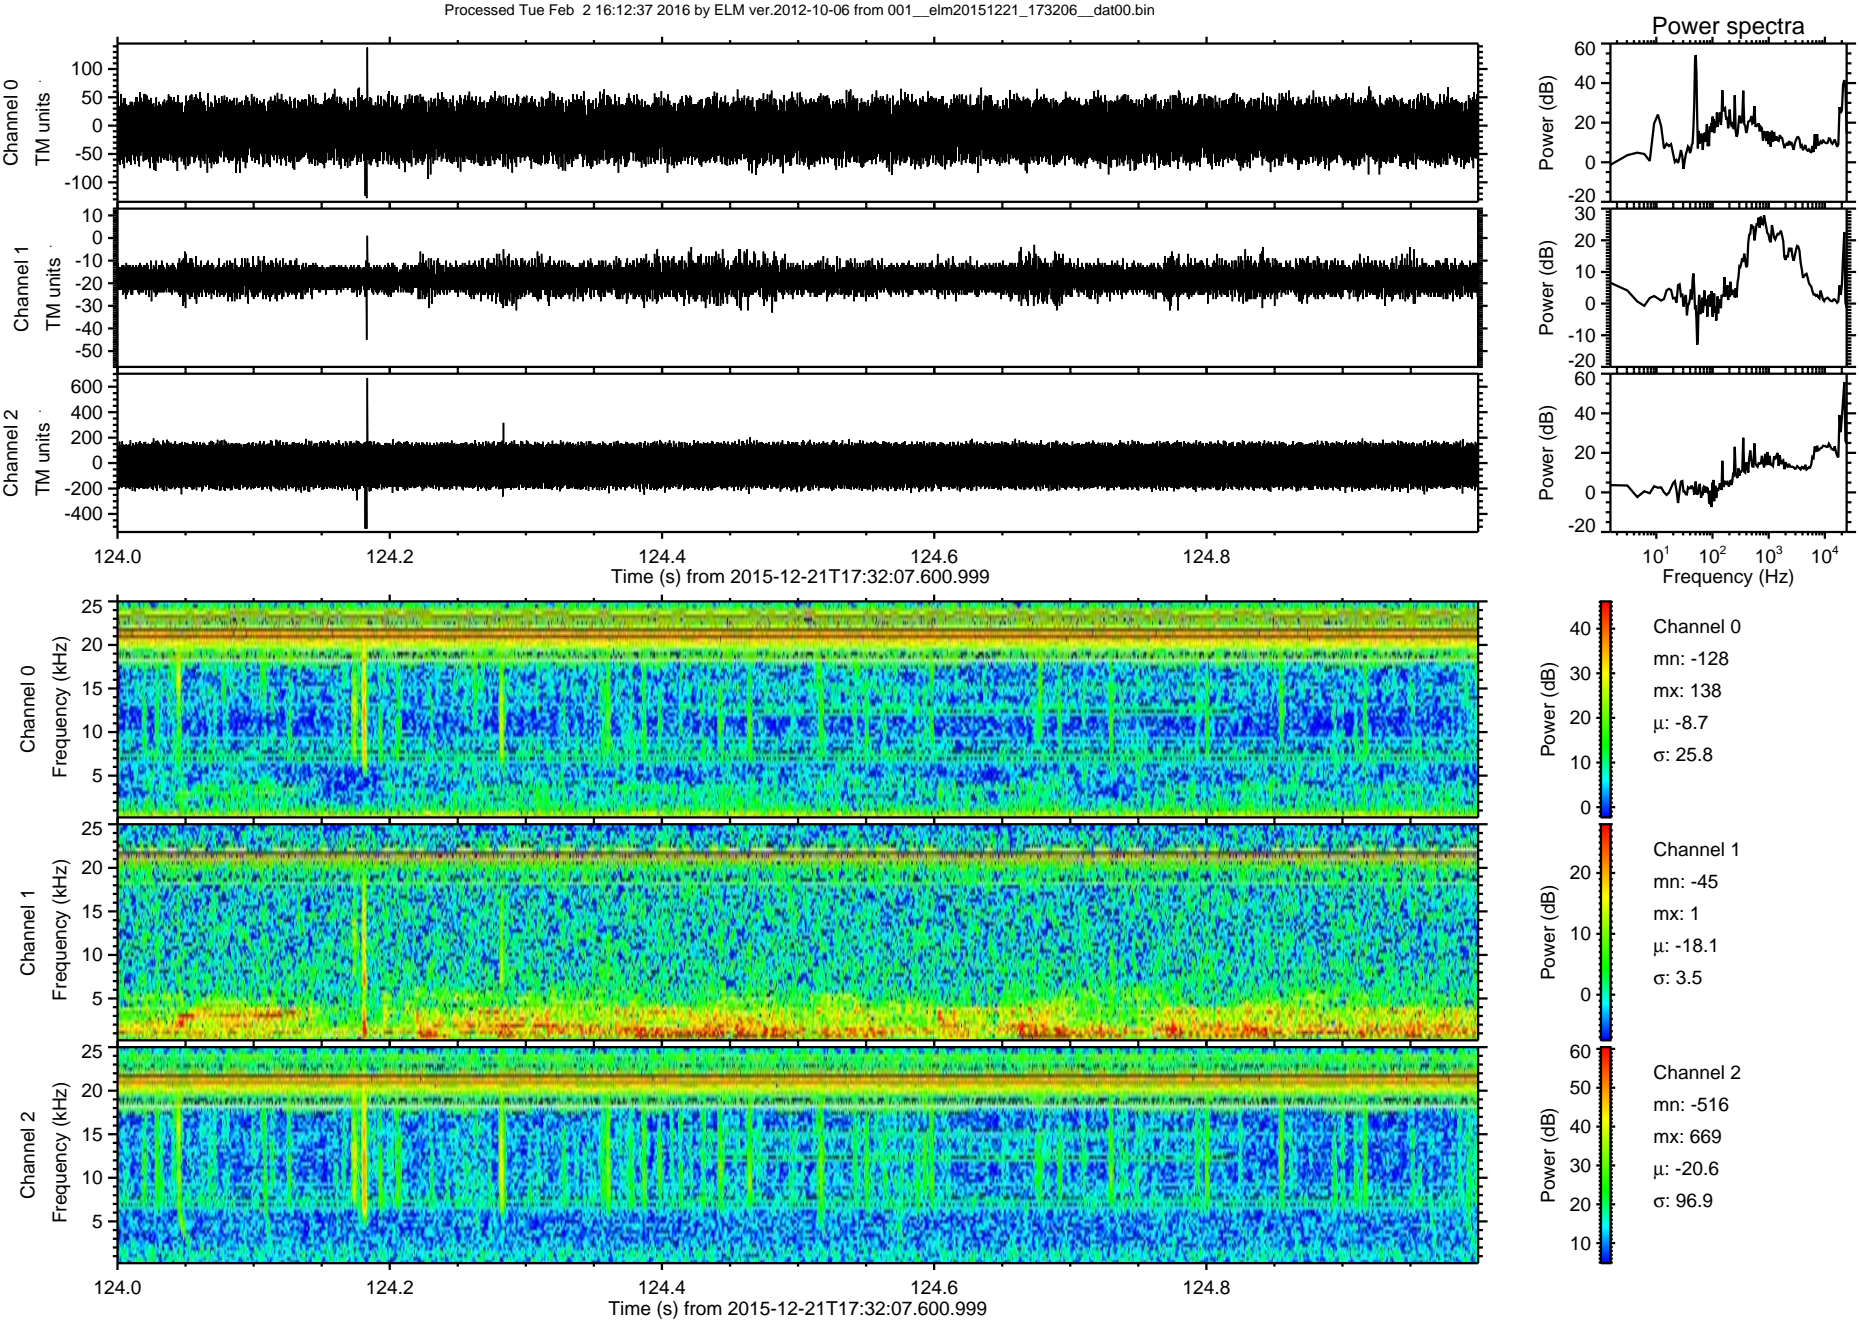 Processed Tue Feb  2 16:12:37 2016 by ELM ver.2012-10-06 from 001__elm20151221_173206__dat00.bin
Power spectra
Channel 0
TM units
100
50
0
-50
-100
Power (dB)
60
40
20
0
-20
Channel 1
TM units
10
0
-10
-20
-30
-40
-50
Power (dB)
30
20
10
0
-10
-20
Channel 2
TM units
600
400
200
0
-200
-400
Power (dB)
60
40
20
0
-20
124.0 124.2 124.4 124.6 124.8
Time (s) from 2015-12-21T17:32:07.600.999
10^1 10^2 10^3 10^4
Frequency (Hz)
Channel 0
Frequency (kHz)
25
20
15
10
5
Power (dB)
40
30
20
10
0
Channel 0
mn: -128
mx: 138
μ: -8.7
σ: 25.8
Channel 1
Frequency (kHz)
25
20
15
10
5
Power (dB)
20
10
0
Channel 1
mn: -45
mx: 1
μ: -18.1
σ: 3.5
Channel 2
Frequency (kHz)
25
20
15
10
5
Power (dB)
60
50
40
30
20
10
Channel 2
mn: -516
mx: 669
μ: -20.6
σ: 96.9
124.0 124.2 124.4 124.6 124.8
Time (s) from 2015-12-21T17:32:07.600.999